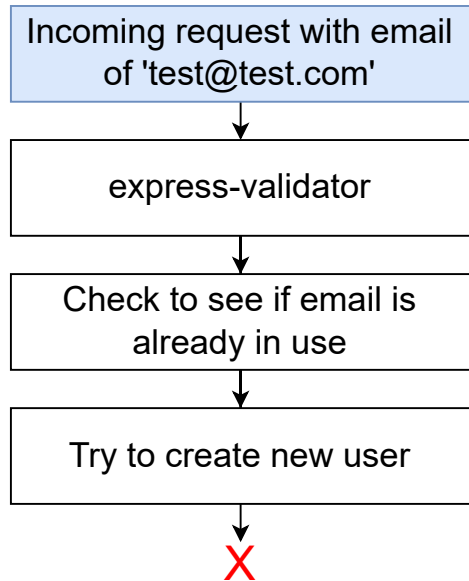 Incoming request with email
of 'test@test.com'
express-validator
Check to see if email is
already in use
Try to create new user
X